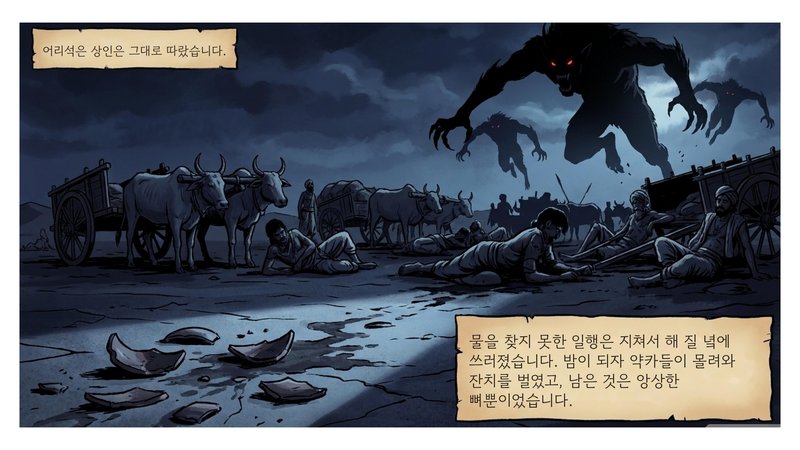 어리석은 상인은 그대로 따랐습니다.
물을 찾지 못한 일행은 지쳐서 해 질 녘에
쓰러졌습니다. 밤이 되자 약카들이 몰려와
잔치를 벌였고, 남은 것은 앙상한
뼈뿐이었습니다.